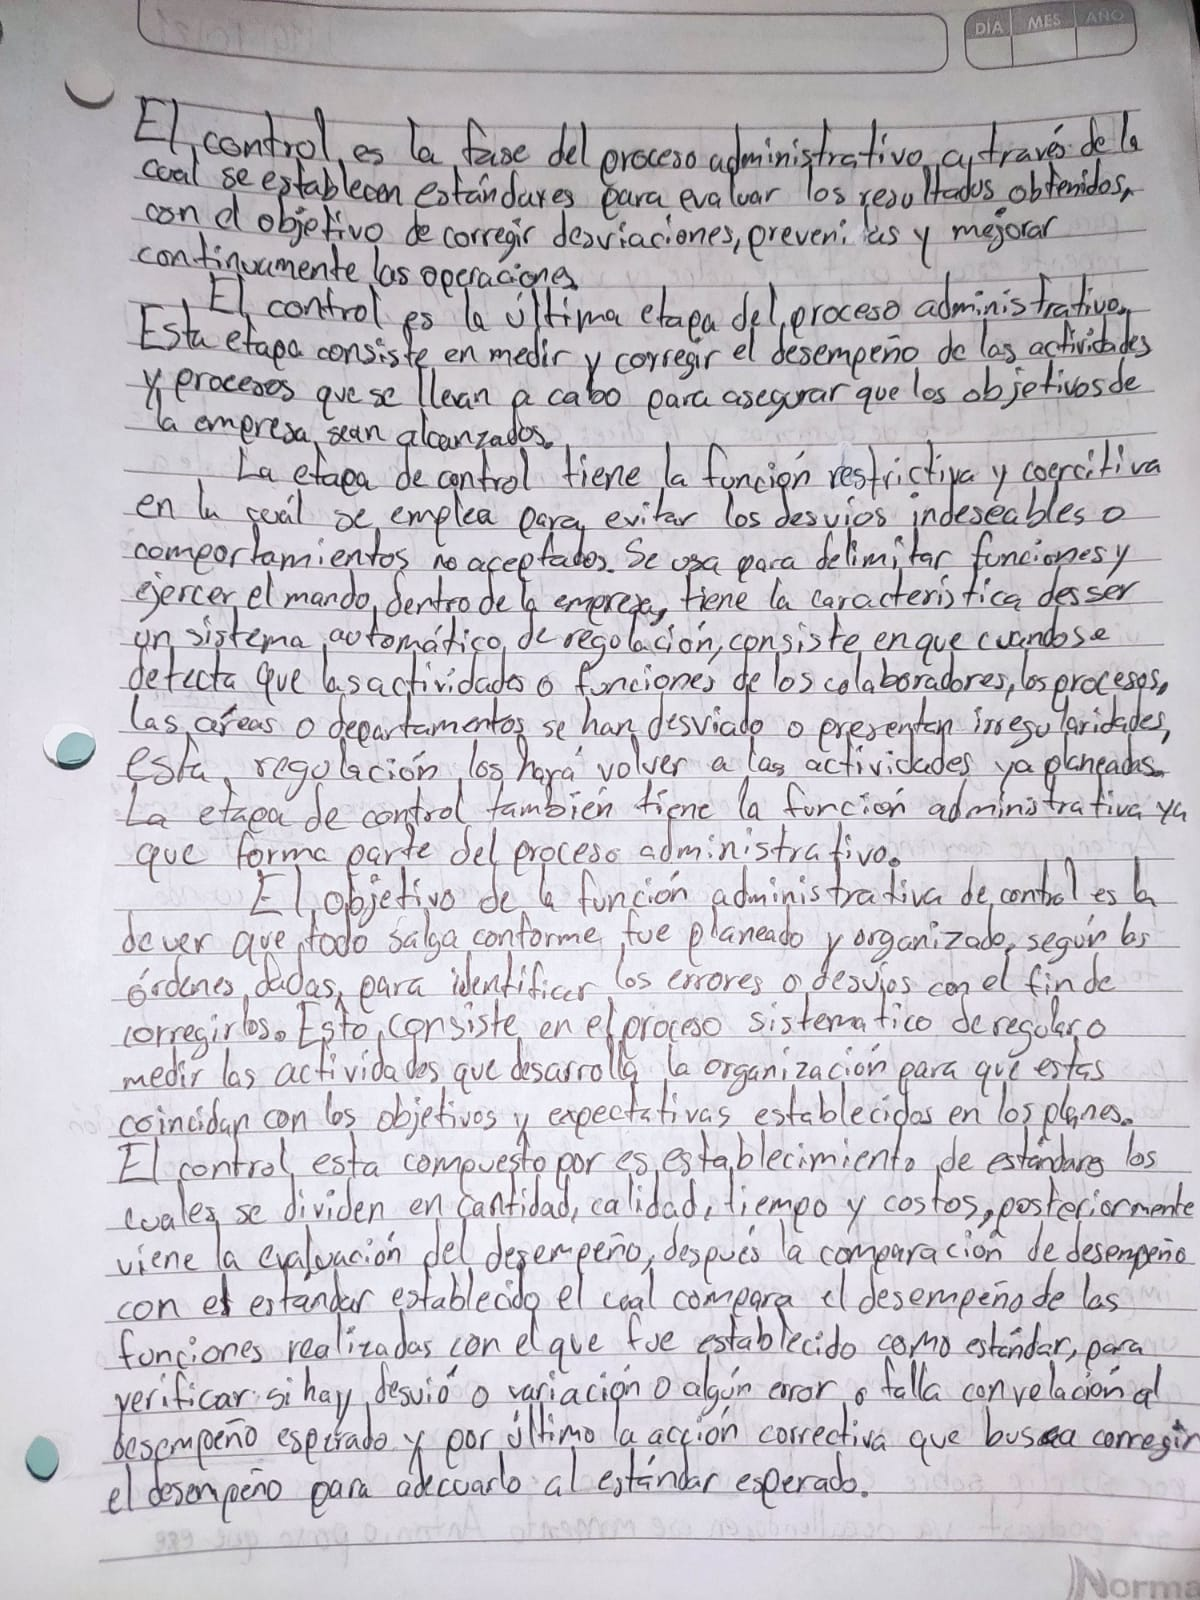 DÍA MES AÑO
El control es la fase del proceso administrativo a través de la
cual se establecen estándares para evaluar los resultados obtenidos,
con el objetivo de corregir desviaciones, prevenirlas y mejorar
continuamente las operaciones.
El control es la última etapa del proceso administrativo.
Esta etapa consiste en medir y corregir el desempeño de las actividades
y procesos que se llevan a cabo para asegurar que los objetivos de
la empresa sean alcanzados.
La etapa de control tiene la función restrictiva y coercitiva
en la cuál se emplea para evitar los desvios indeseables o
comportamientos no aceptados. Se usa para delimitar funciones y
ejercer el mando dentro de la empresa, tiene la característica de ser
un sistema automático de regulación, consiste en que cuando se
detecta que las actividades o funciones de los colaboradores, los procesos,
las áreas o departamentos se han desviado o presentan irregularidades,
esta regulación los hará volver a las actividades ya planeadas.
La etapa de control también tiene la función administrativa ya
que forma parte del proceso administrativo.
El objetivo de la función administrativa de control es la
de ver que todo salga conforme fue planeado y organizado, según las
órdenes dadas, para identificar los errores o desvios con el fin de
corregirlos. Esto consiste en el proceso sistematico de regular o
medir las actividades que desarrolla la organización para que estas
coincidan con los objetivos y expectativas establecidos en los planes.
El control esta compuesto por es establecimiento de estándares los
cuales se dividen en cantidad, calidad, tiempo y costos, posteriormente
viene la evaluación del desempeño, después la comparación de desempeño
con el estandar establecido el cual compara el desempeño de las
funciones realizadas con el que fue establecido como estándar, para
verificar si hay desvió o variación o algún error o falla con relación al
desempeño esperado y por último la acción correctiva que busca corregir
el desempeño para adecuarlo al estándar esperado.
Norma